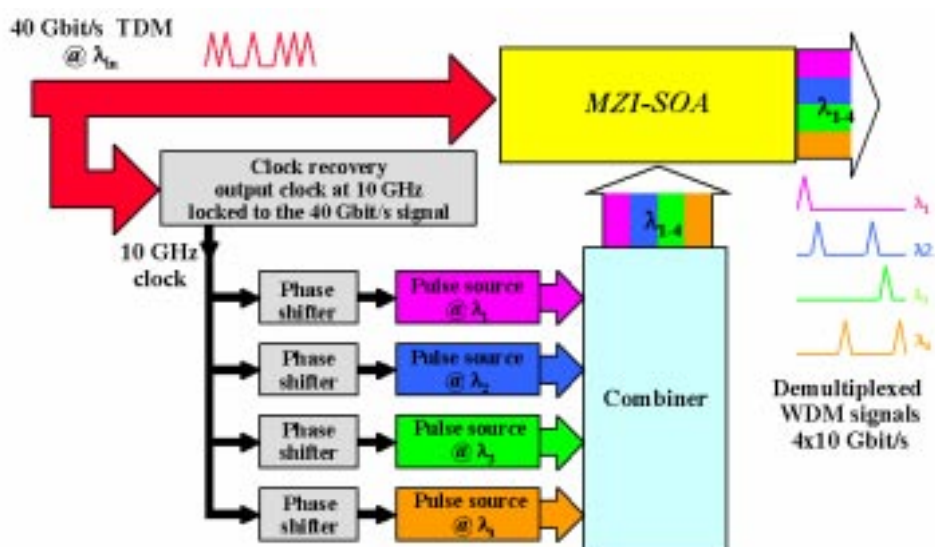 40 Gbit/s TDM
@ λin
MZI-SOA
λ1-4
Clock recovery
output clock at 10 GHz
locked to the 40 Gbit/s signal
λ1-4
10 GHz
clock
λ1
λ2
λ3
λ4
Phase
shifter
Pulse source
@ λ1
Phase
shifter
Pulse source
@ λ2
Phase
shifter
Pulse source
@ λ3
Phase
shifter
Pulse source
@ λ4
Combiner
Demultiplexed
WDM signals
4x10 Gbit/s